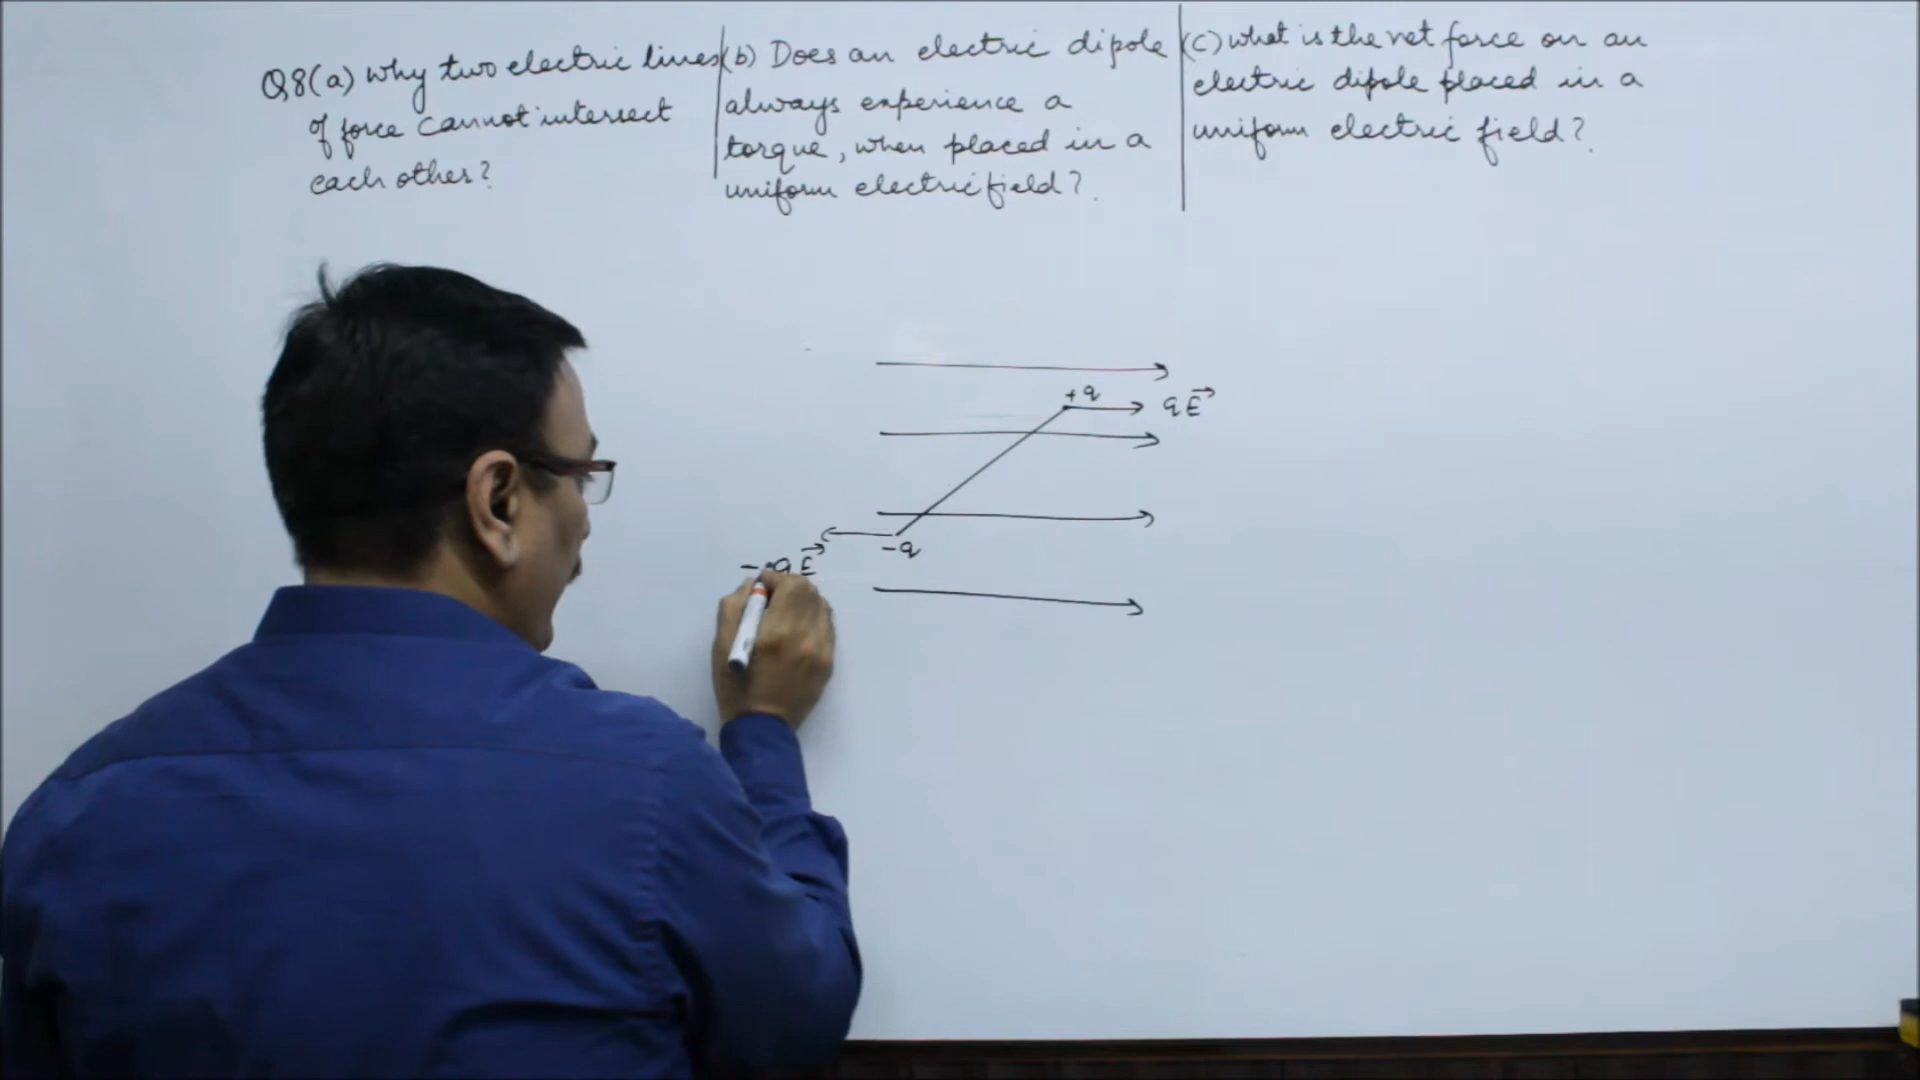 Q8(a) Why two electric lines
of force cannot intersect
each other?
(b) Does an electric dipole
always experience a
torque, when placed in a
uniform electric field?
(c) what is the net force on an
electric dipole placed in a
uniform electric field?
+q
qE→
-q
-qE→